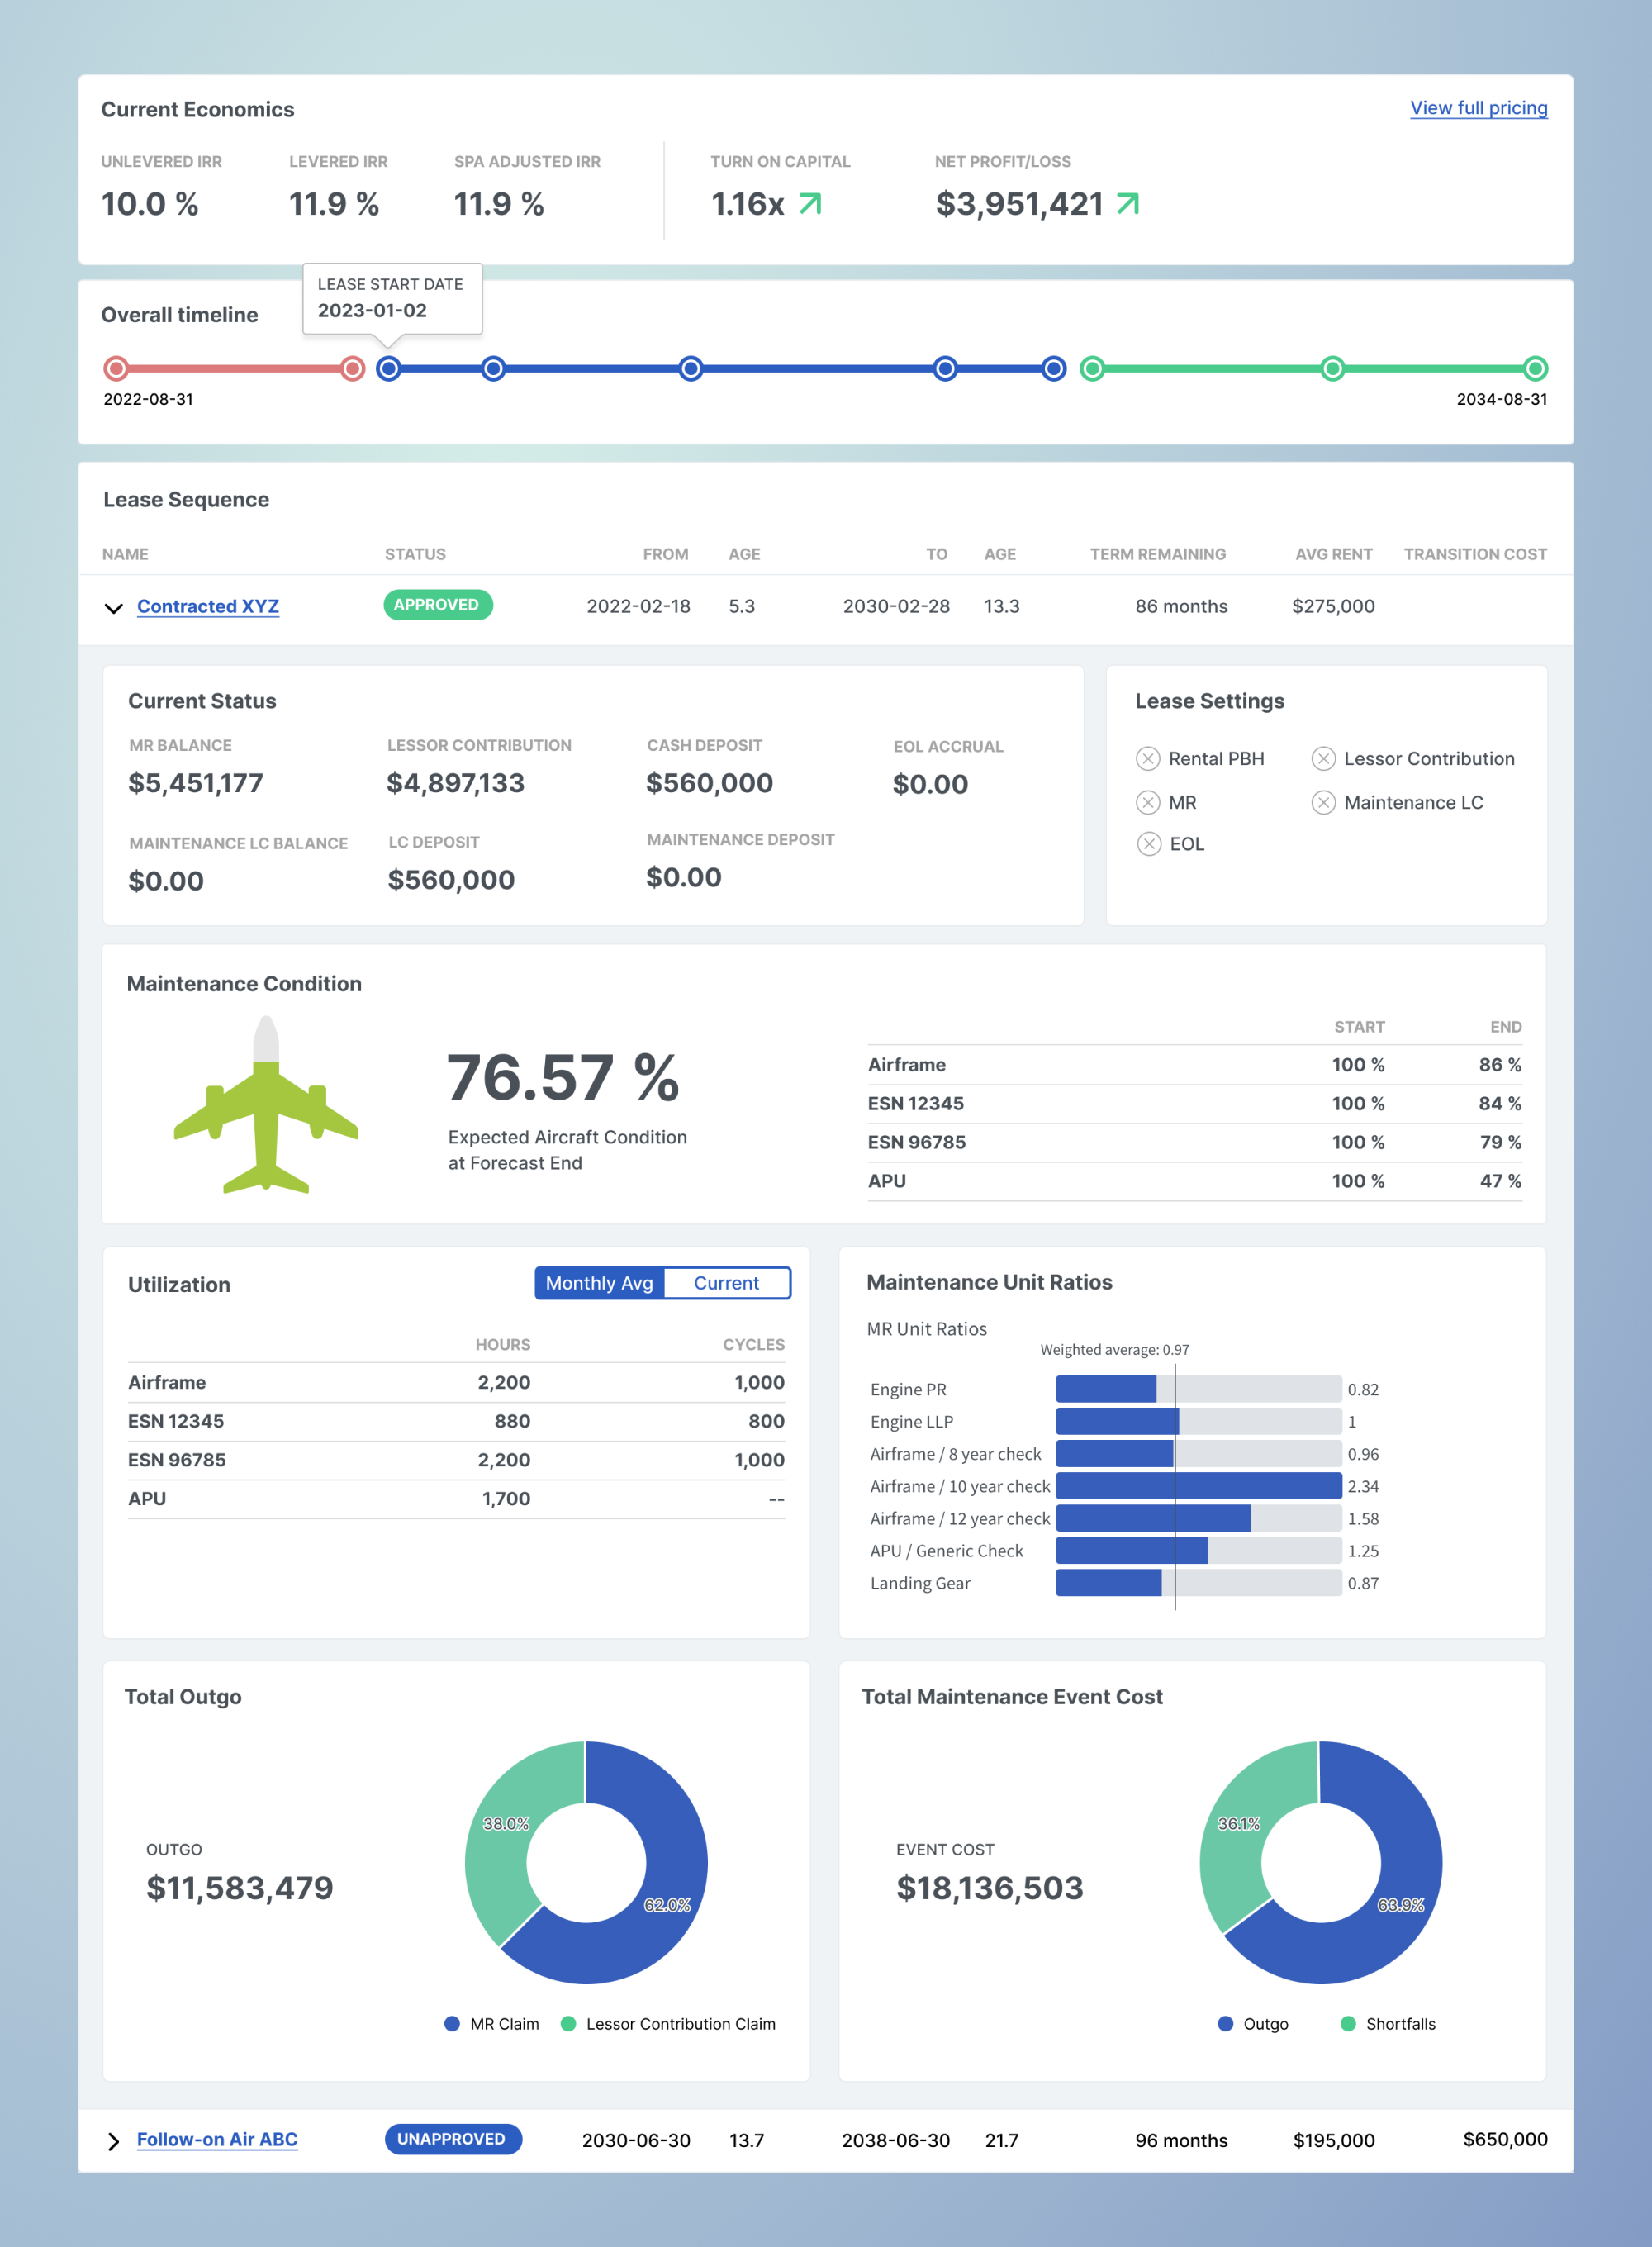 Current Economics
View full pricing
UNLEVERED IRR LEVERED IRR SPA ADJUSTED IRR TURN ON CAPITAL NET PROFIT/LOSS
10.0 % 11.9 % 11.9 % 1.16x $3,951,421
LEASE START DATE
2023-01-02
Overall timeline
2022-08-31 2034-08-31
Lease Sequence
NAME STATUS FROM AGE TO AGE TERM REMAINING AVG RENT TRANSITION COST
Contracted XYZ APPROVED 2022-02-18 5.3 2030-02-28 13.3 86 months $275,000
Current Status
MR BALANCE LESSOR CONTRIBUTION CASH DEPOSIT EOL ACCRUAL
$5,451,177 $4,897,133 $560,000 $0.00
MAINTENANCE LC BALANCE LC DEPOSIT MAINTENANCE DEPOSIT
$0.00 $560,000 $0.00
Lease Settings
Rental PBH Lessor Contribution
MR Maintenance LC
EOL
Maintenance Condition
76.57 %
Expected Aircraft Condition
at Forecast End
START END
Airframe 100 % 86 %
ESN 12345 100 % 84 %
ESN 96785 100 % 79 %
APU 100 % 47 %
Utilization
Monthly Avg Current
HOURS CYCLES
Airframe 2,200 1,000
ESN 12345 880 800
ESN 96785 2,200 1,000
APU 1,700 --
Maintenance Unit Ratios
MR Unit Ratios
Weighted average: 0.97
Engine PR 0.82
Engine LLP 1
Airframe / 8 year check 0.96
Airframe / 10 year check 2.34
Airframe / 12 year check 1.58
APU / Generic Check 1.25
Landing Gear 0.87
Total Outgo
38.0%
OUTGO
$11,583,479
62.0%
MR Claim Lessor Contribution Claim
Total Maintenance Event Cost
36.1%
EVENT COST
$18,136,503
63.9%
Outgo Shortfalls
Follow-on Air ABC UNAPPROVED 2030-06-30 13.7 2038-06-30 21.7 96 months $195,000 $650,000